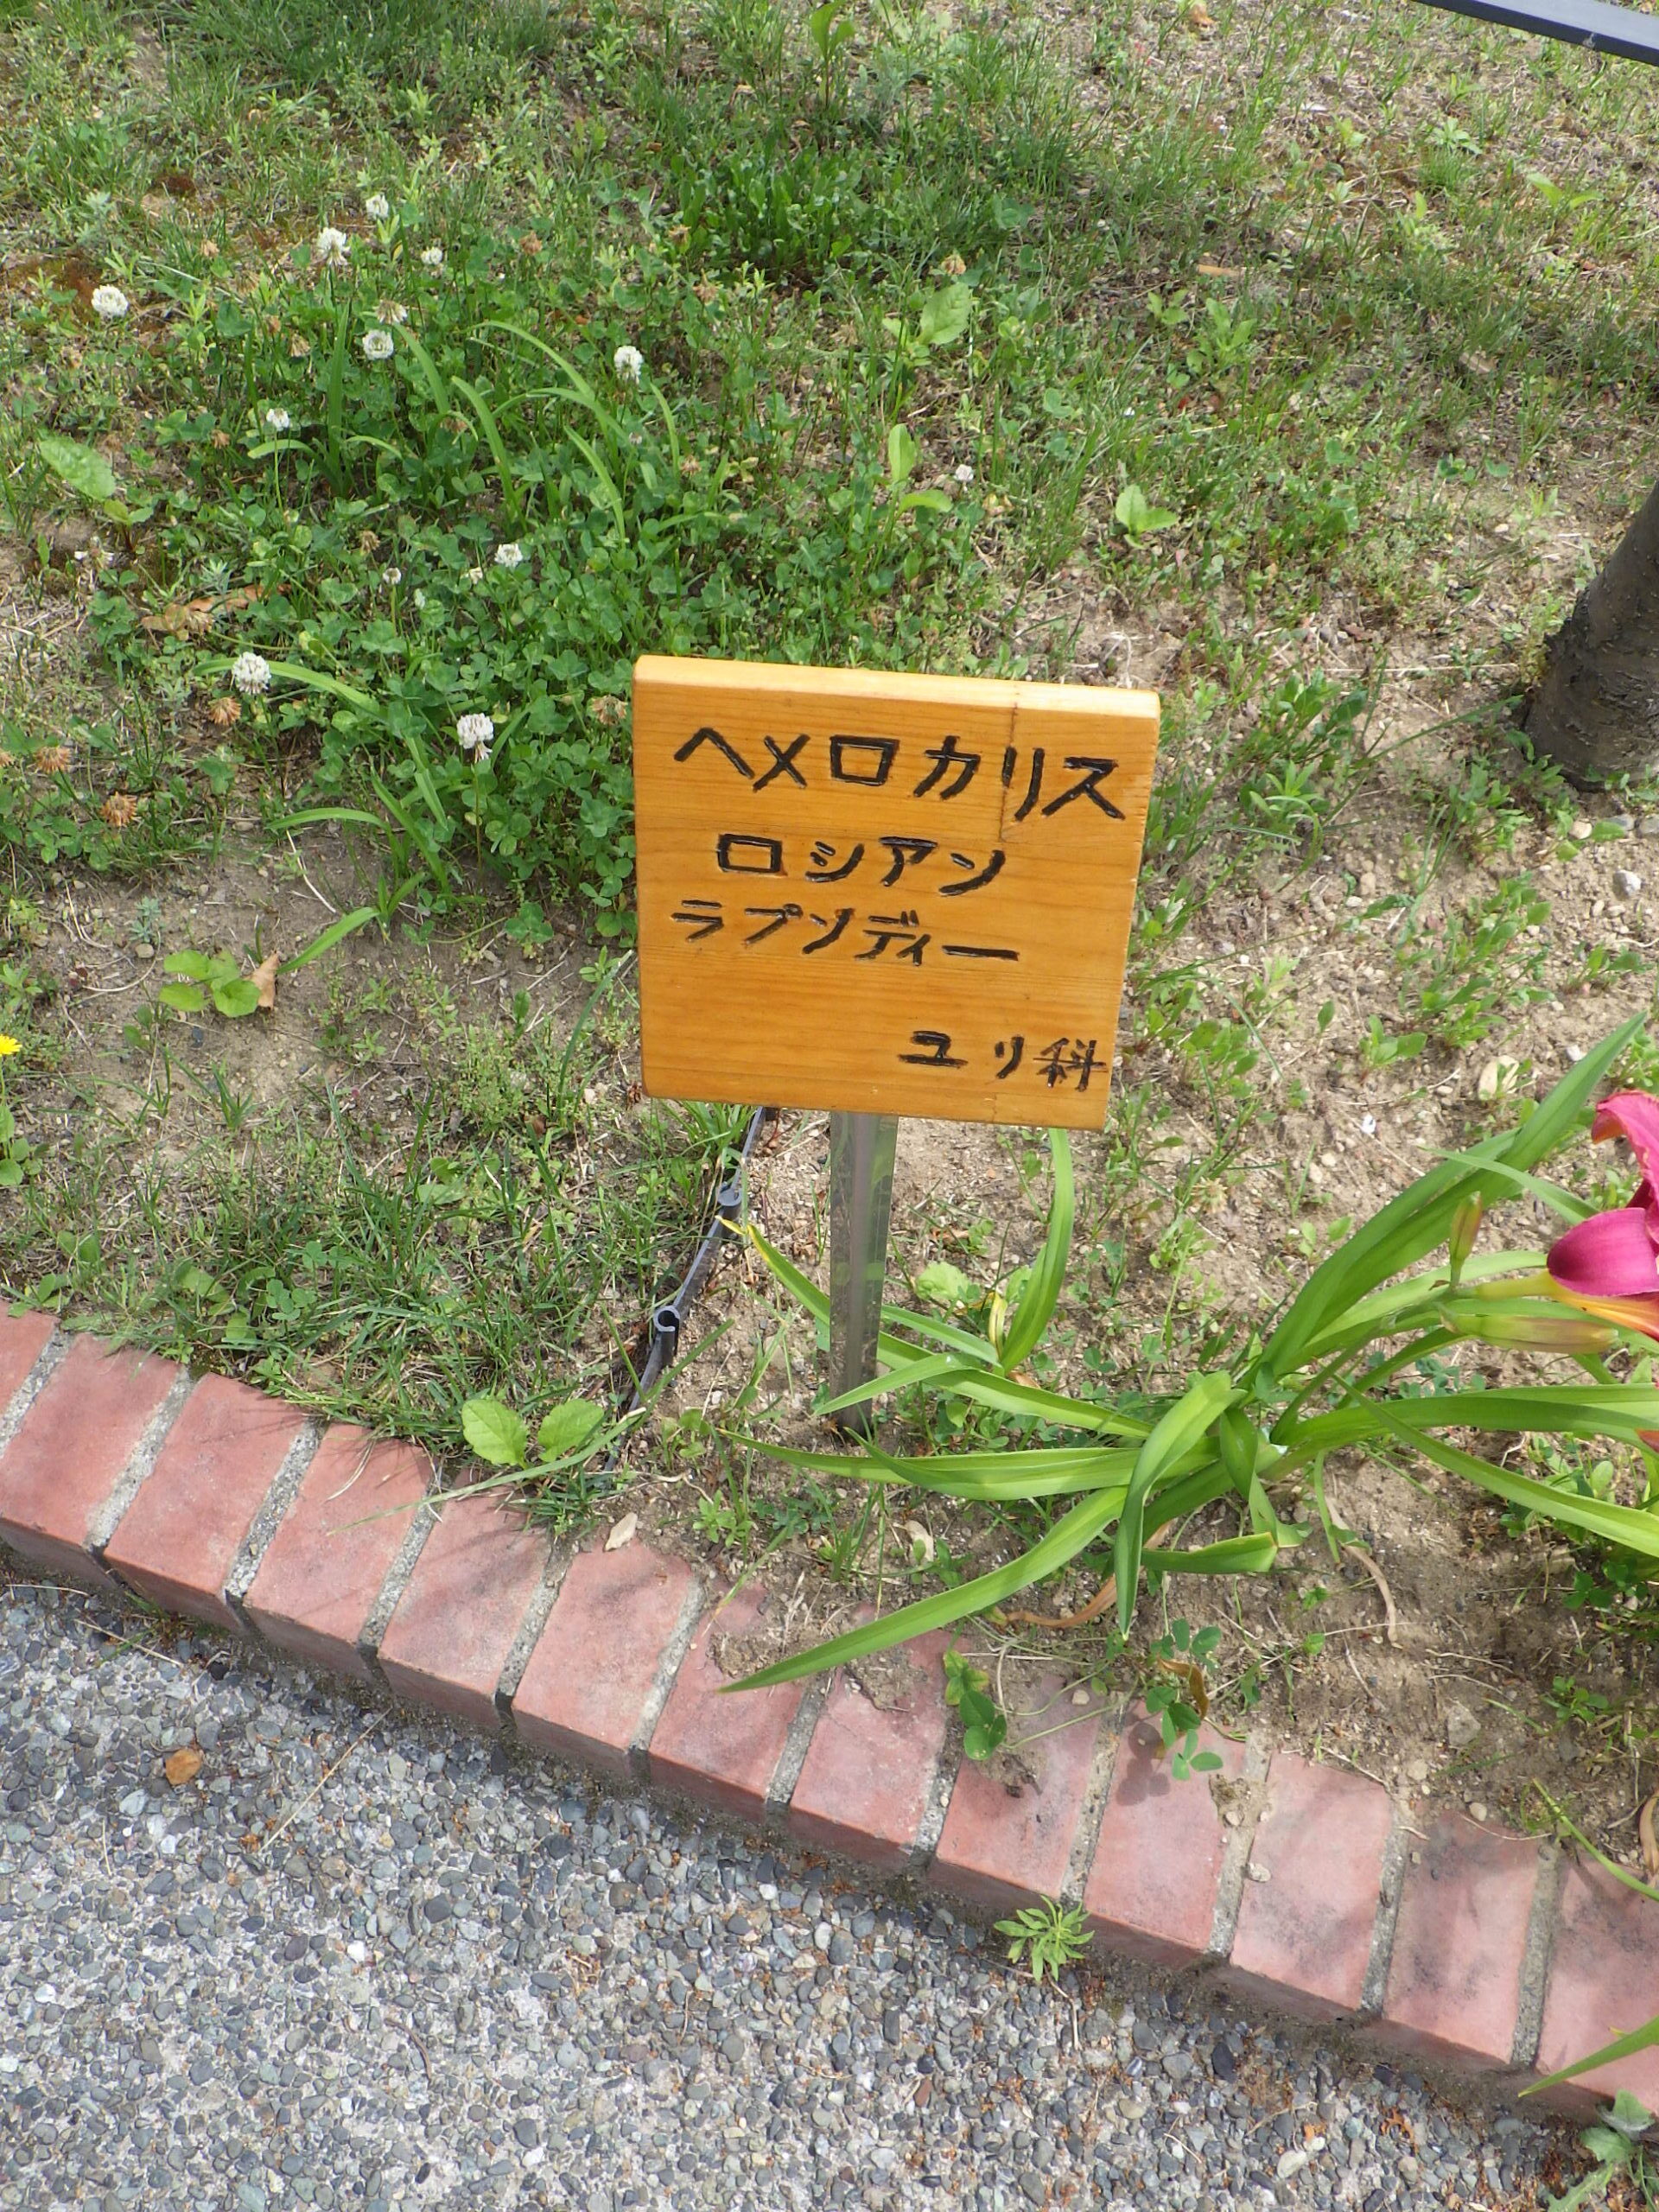 ヘメロカリス
ロシアン
ラプソディー
ユリ科